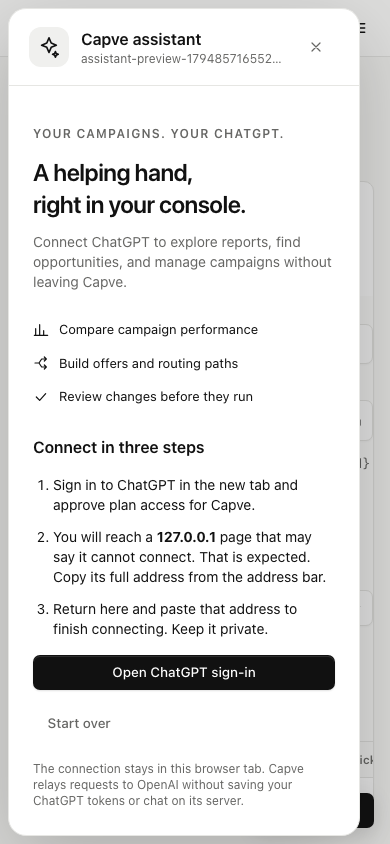 Capve assistant
assistant-preview-179485716552...
YOUR CAMPAIGNS. YOUR CHATGPT.
A helping hand,
right in your console.
Connect ChatGPT to explore reports, find
opportunities, and manage campaigns without
leaving Capve.
Compare campaign performance
Build offers and routing paths
Review changes before they run
Connect in three steps
1. Sign in to ChatGPT in the new tab and
approve plan access for Capve.
2. You will reach a 127.0.0.1 page that may
say it cannot connect. That is expected.
Copy its full address from the address bar.
3. Return here and paste that address to
finish connecting. Keep it private.
Open ChatGPT sign-in
Start over
The connection stays in this browser tab. Capve
relays requests to OpenAI without saving your
ChatGPT tokens or chat on its server.